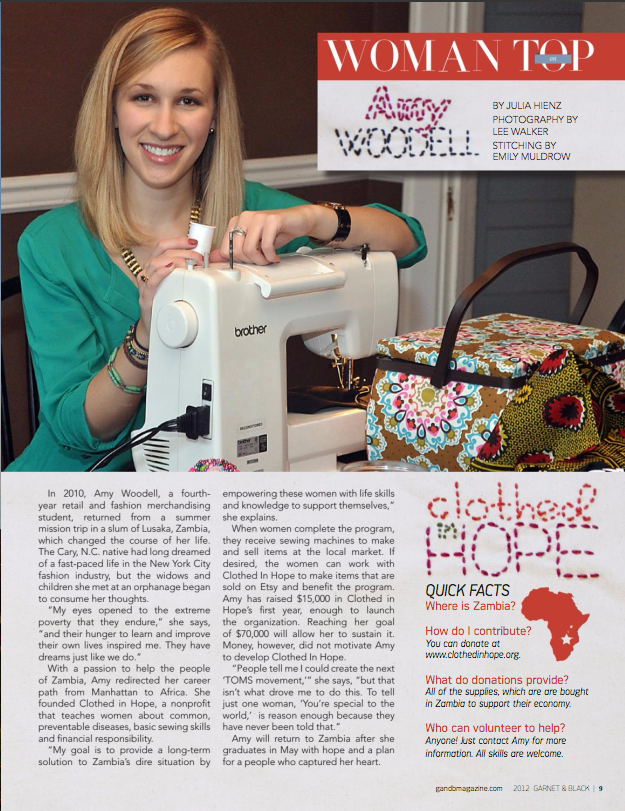 WOMAN on TOP
Amy
WOODELL
BY JULIA HIENZ
PHOTOGRAPHY BY
LEE WALKER
STITCHING BY
EMILY MULDROW
brother
In 2010, Amy Woodell, a fourth-
year retail and fashion merchandising
student, returned from a summer
mission trip in a slum of Lusaka, Zambia,
which changed the course of her life.
The Cary, N.C. native had long dreamed
of a fast-paced life in the New York City
fashion industry, but the widows and
children she met at an orphanage began
to consume her thoughts.
"My eyes opened to the extreme
poverty that they endure," she says,
"and their hunger to learn and improve
their own lives inspired me. They have
dreams just like we do."
With a passion to help the people
of Zambia, Amy redirected her career
path from Manhattan to Africa. She
founded Clothed in Hope, a nonprofit
that teaches women about common,
preventable diseases, basic sewing skills
and financial responsibility.
"My goal is to provide a long-term
solution to Zambia's dire situation by
empowering these women with life skills
and knowledge to support themselves,"
she explains.
When women complete the program,
they receive sewing machines to make
and sell items at the local market. If
desired, the women can work with
Clothed In Hope to make items that are
sold on Etsy and benefit the program.
Amy has raised $15,000 in Clothed in
Hope's first year, enough to launch
the organization. Reaching her goal
of $70,000 will allow her to sustain it.
Money, however, did not motivate Amy
to develop Clothed In Hope.
"People tell me I could create the next
'TOMS movement,'" she says, "but that
isn't what drove me to do this. To tell
just one woman, 'You're special to the
world,' is reason enough because they
have never been told that."
Amy will return to Zambia after she
graduates in May with hope and a plan
for a people who captured her heart.
clothed
in
HOPE
QUICK FACTS
Where is Zambia?
How do I contribute?
You can donate at
www.clothedinhope.org.
What do donations provide?
All of the supplies, which are are bought
in Zambia to support their economy.
Who can volunteer to help?
Anyone! Just contact Amy for more
information. All skills are welcome.
gandbmagazine.com 2012 GARNET & BLACK | 9